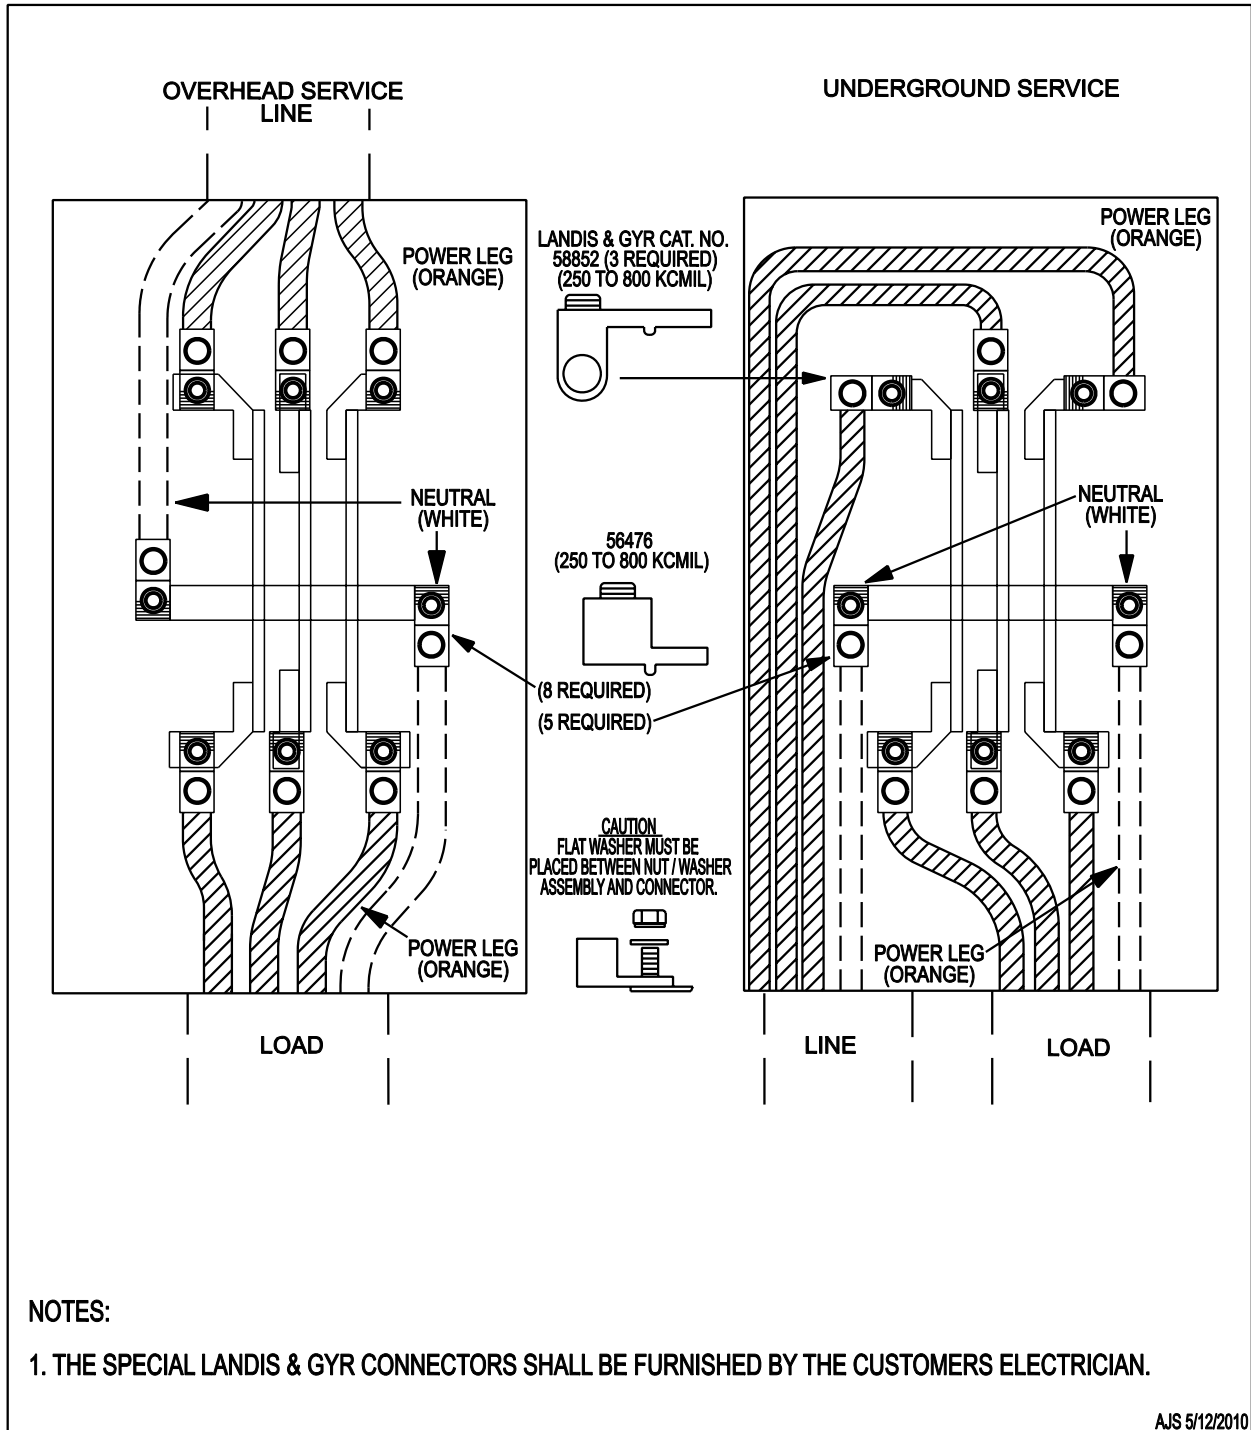 OVERHEAD SERVICE
LINE
UNDERGROUND SERVICE
POWER LEG
(ORANGE)
LANDIS & GYR CAT. NO.
58852 (3 REQUIRED)
(250 TO 800 KCMIL)
POWER LEG
(ORANGE)
NEUTRAL
(WHITE)
56476
(250 TO 800 KCMIL)
NEUTRAL
(WHITE)
(8 REQUIRED)
(5 REQUIRED)
CAUTION
FLAT WASHER MUST BE
PLACED BETWEEN NUT / WASHER
ASSEMBLY AND CONNECTOR.
POWER LEG
(ORANGE)
POWER LEG
(ORANGE)
LOAD
LINE
LOAD
NOTES:
1. THE SPECIAL LANDIS & GYR CONNECTORS SHALL BE FURNISHED BY THE CUSTOMERS ELECTRICIAN.
AJS 5/12/2010